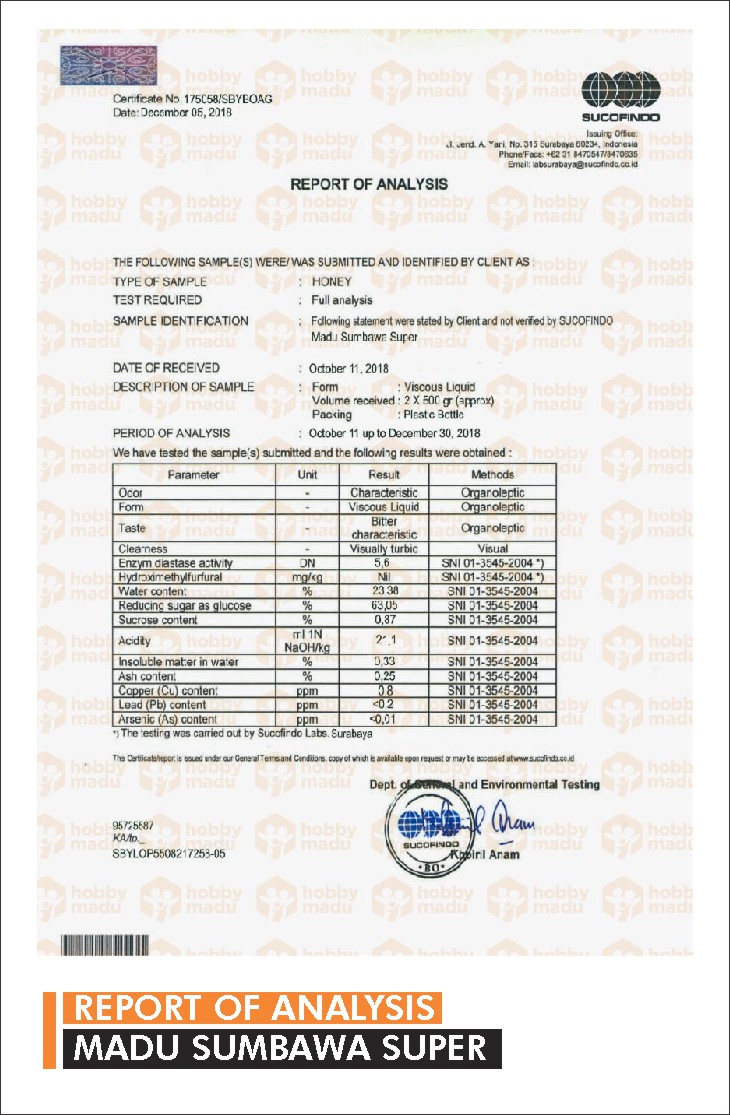 Certificate No. 175058/SBYBOAG
Date: December 05, 2018
SUCOFINDO
Issuing Office:
Jl. Jend. A. Yani, No. 315 Surabaya 60234, Indonesia
Phone/Facs: +62 31 8470547/8470635
Email: labsurabaya@sucofindo.co.id
REPORT OF ANALYSIS
THE FOLLOWING SAMPLE(S) WERE/ WAS SUBMITTED AND IDENTIFIED BY CLIENT AS :
TYPE OF SAMPLE : HONEY
TEST REQUIRED : Full analysis
SAMPLE IDENTIFICATION : Following statement were stated by Client and not verified by SUCOFINDO
Madu Sumbawa Super
DATE OF RECEIVED : October 11, 2018
DESCRIPTION OF SAMPLE : Form : Viscous Liquid
Volume received : 2 X 500 gr (approx)
Packing : Plastic Bottle
PERIOD OF ANALYSIS : October 11 up to December 30, 2018
We have tested the sample(s) submitted and the following results were obtained :
Parameter Unit Result Methods
Odor - Characteristic Organoleptic
Form - Viscous Liquid Organoleptic
Taste - Bitter characteristic Organoleptic
Clearness - Visually turbic Visual
Enzym diastase activity DN 5,6 SNI 01-3545-2004 *)
Hydroximethylfurfural mg/kg Nil SNI 01-3545-2004 *)
Water content % 23.38 SNI 01-3545-2004
Reducing sugar as glucose % 63,05 SNI 01-3545-2004
Sucrose content % 0,87 SNI 01-3545-2004
Acidity ml 1N NaOH/kg 21,1 SNI 01-3545-2004
Insoluble matter in water % 0,33 SNI 01-3545-2004
Ash content % 0,25 SNI 01-3545-2004
Copper (Cu) content ppm 0.8 SNI 01-3545-2004
Lead (Pb) content ppm <0.2 SNI 01-3545-2004
Arsenic (As) content ppm <0,01 SNI 01-3545-2004
*) The testing was carried out by Sucofindo Labs. Surabaya
This Certificate/report is issued under our General Terms and Conditions, copy of which is available upon request or may be accessed at www.sucofindo.co.id
Dept. of General and Environmental Testing
SUCOFINDO
Khoiril Anam
95725587
KA/to._
SBYLOP5508217253-05
hobby madu
REPORT OF ANALYSIS
MADU SUMBAWA SUPER